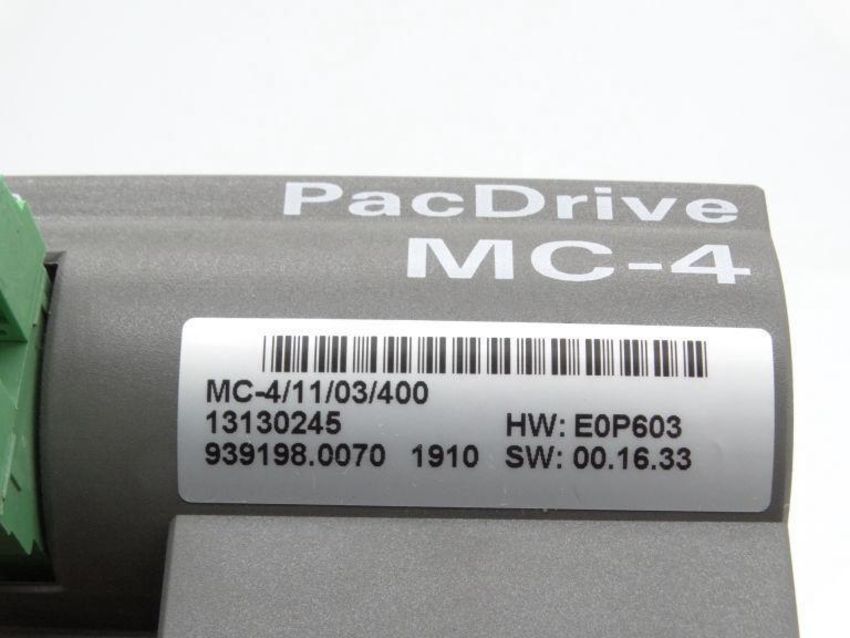 PacDrive
MC-4
MC-4/11/03/400
13130245 HW: E0P603
939198.0070 1910 SW: 00.16.33